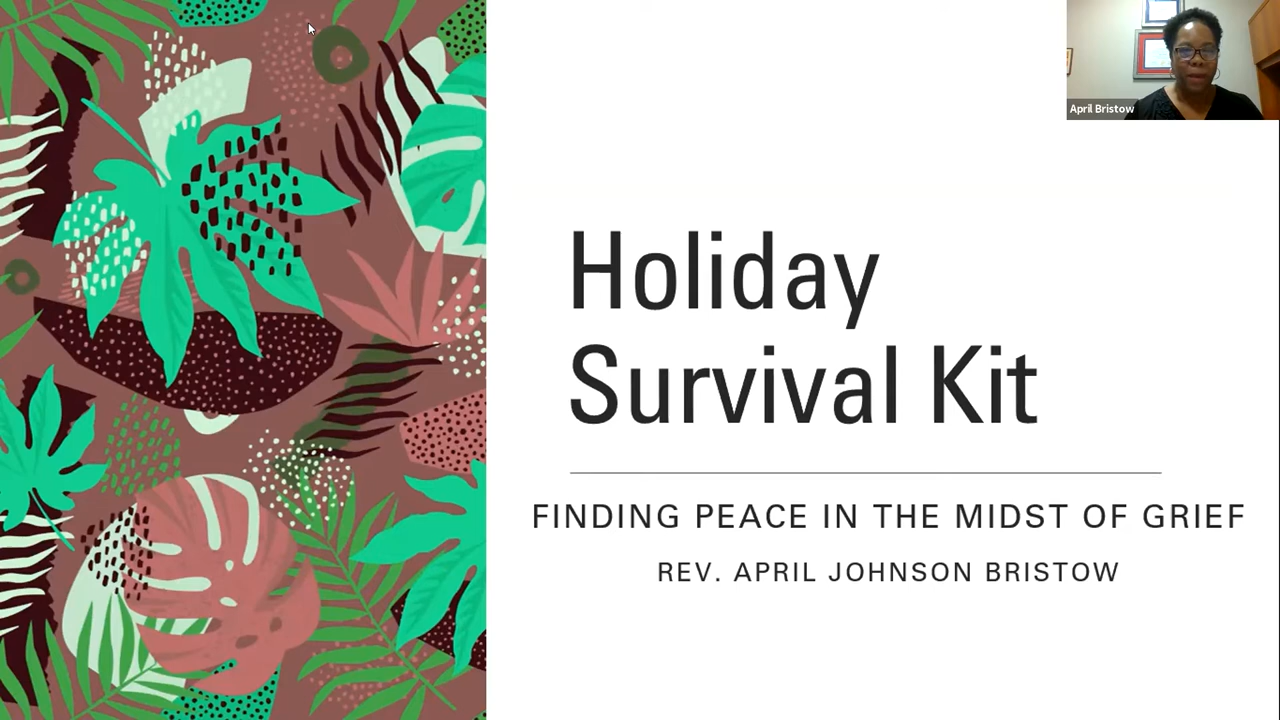 April Bristow
Holiday
Survival Kit
FINDING PEACE IN THE MIDST OF GRIEF
REV. APRIL JOHNSON BRISTOW